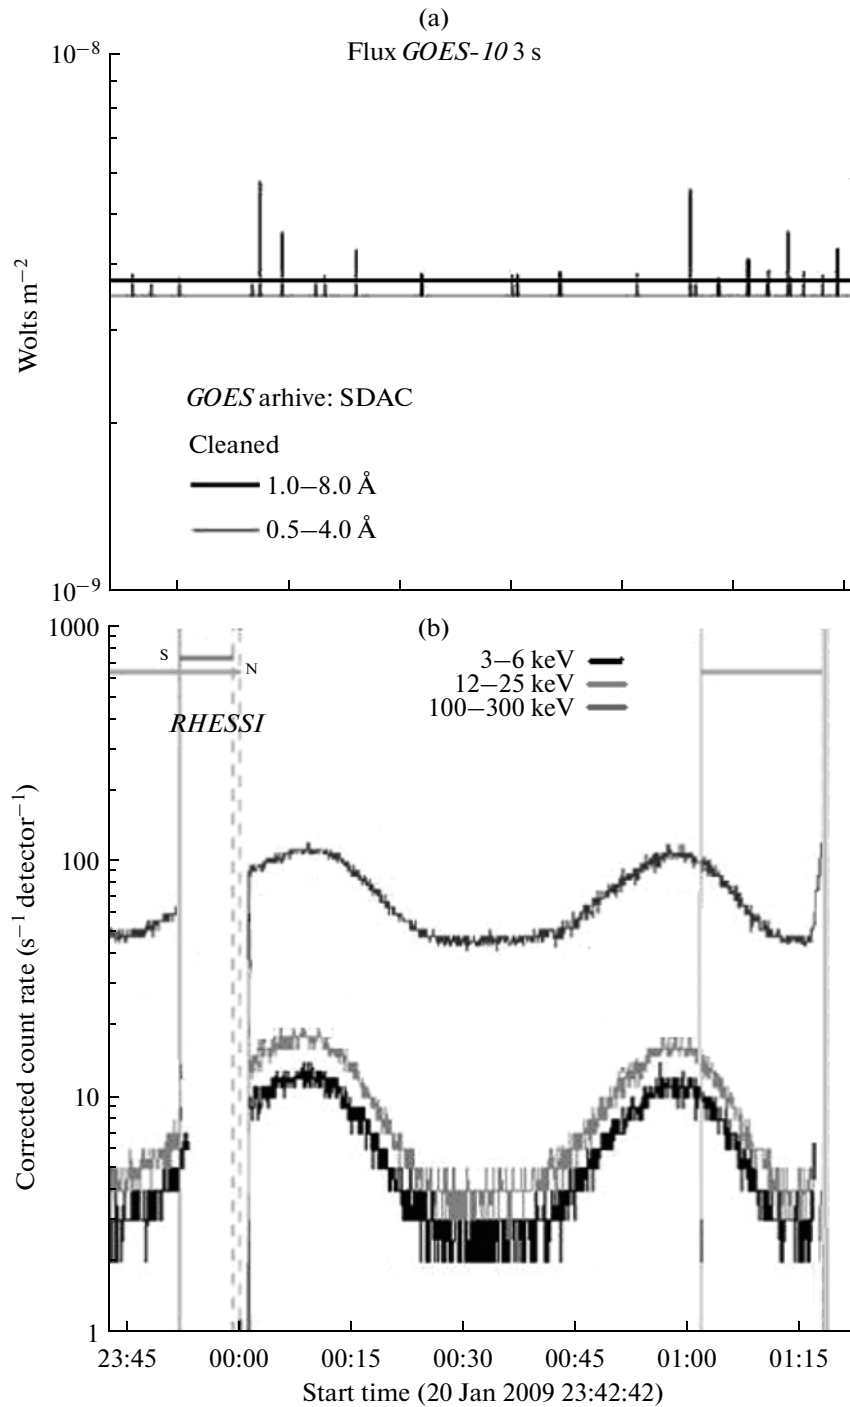 (a)
Flux GOES-10 3 s
10−8
Wolts m−2
GOES arhive: SDAC
Cleaned
1.0–8.0 Å
0.5–4.0 Å
10−9
(b)
1000
S
N
3–6 keV
12–25 keV
100–300 keV
RHESSI
Corrected count rate (s−1 detector−1)
100
10
1
23:45 00:00 00:15 00:30 00:45 01:00 01:15
Start time (20 Jan 2009 23:42:42)